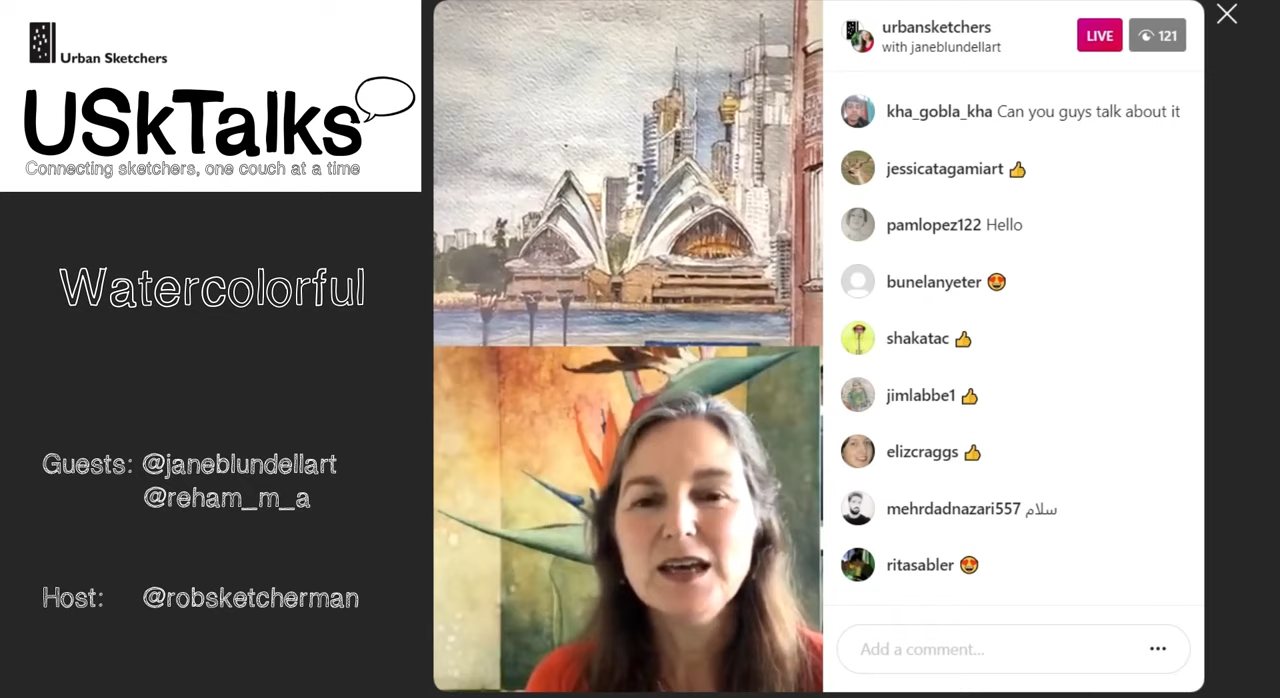 Urban Sketchers
USkTalks
Connecting sketchers, one couch at a time
Watercolorful
Guests: @janeblundellart
@reham_m_a
Host: @robsketcherman
urbansketchers
with janeblundellart
LIVE
121
kha_gobla_kha Can you guys talk about it
jessicatagamiart 👍
pamlopez122 Hello
bunelanyeter 😍
shakatac 👍
jimlabbe1 👍
elizcraggs 👍
mehrdadnazari557 سلام
ritasabler 😍
Add a comment...